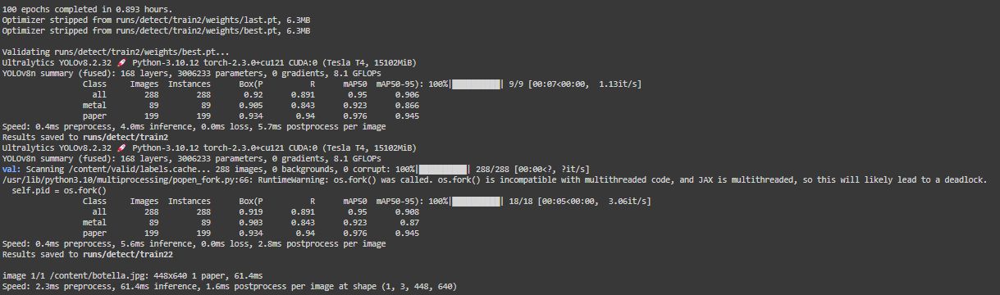 100 epochs completed in 0.893 hours.
Optimizer stripped from runs/detect/train2/weights/last.pt, 6.3MB
Optimizer stripped from runs/detect/train2/weights/best.pt, 6.3MB
Validating runs/detect/train2/weights/best.pt...
Ultralytics YOLOv8.2.32 🚀 Python-3.10.12 torch-2.3.0+cu121 CUDA:0 (Tesla T4, 15102MiB)
YOLOv8n summary (fused): 168 layers, 3006233 parameters, 0 gradients, 8.1 GFLOPs
Class Images Instances Box(P R mAP50 mAP50-95): 100%|██████████| 9/9 [00:07<00:00, 1.13it/s]
all 288 288 0.92 0.891 0.95 0.906
metal 89 89 0.905 0.843 0.923 0.866
paper 199 199 0.934 0.94 0.976 0.945
Speed: 0.4ms preprocess, 4.0ms inference, 0.0ms loss, 5.7ms postprocess per image
Results saved to runs/detect/train2
Ultralytics YOLOv8.2.32 🚀 Python-3.10.12 torch-2.3.0+cu121 CUDA:0 (Tesla T4, 15102MiB)
YOLOv8n summary (fused): 168 layers, 3006233 parameters, 0 gradients, 8.1 GFLOPs
val: Scanning /content/valid/labels.cache... 288 images, 0 backgrounds, 0 corrupt: 100%|██████████| 288/288 [00:00<?, ?it/s]
/usr/lib/python3.10/multiprocessing/popen_fork.py:66: RuntimeWarning: os.fork() was called. os.fork() is incompatible with multithreaded code, and JAX is multithreaded, so this will likely lead to a deadlock.
self.pid = os.fork()
Class Images Instances Box(P R mAP50 mAP50-95): 100%|██████████| 18/18 [00:05<00:00, 3.06it/s]
all 288 288 0.919 0.891 0.95 0.908
metal 89 89 0.903 0.843 0.923 0.87
paper 199 199 0.934 0.94 0.976 0.945
Speed: 0.4ms preprocess, 5.6ms inference, 0.0ms loss, 2.8ms postprocess per image
Results saved to runs/detect/train22
image 1/1 /content/botella.jpg: 448x640 1 paper, 61.4ms
Speed: 2.3ms preprocess, 61.4ms inference, 1.6ms postprocess per image at shape (1, 3, 448, 640)